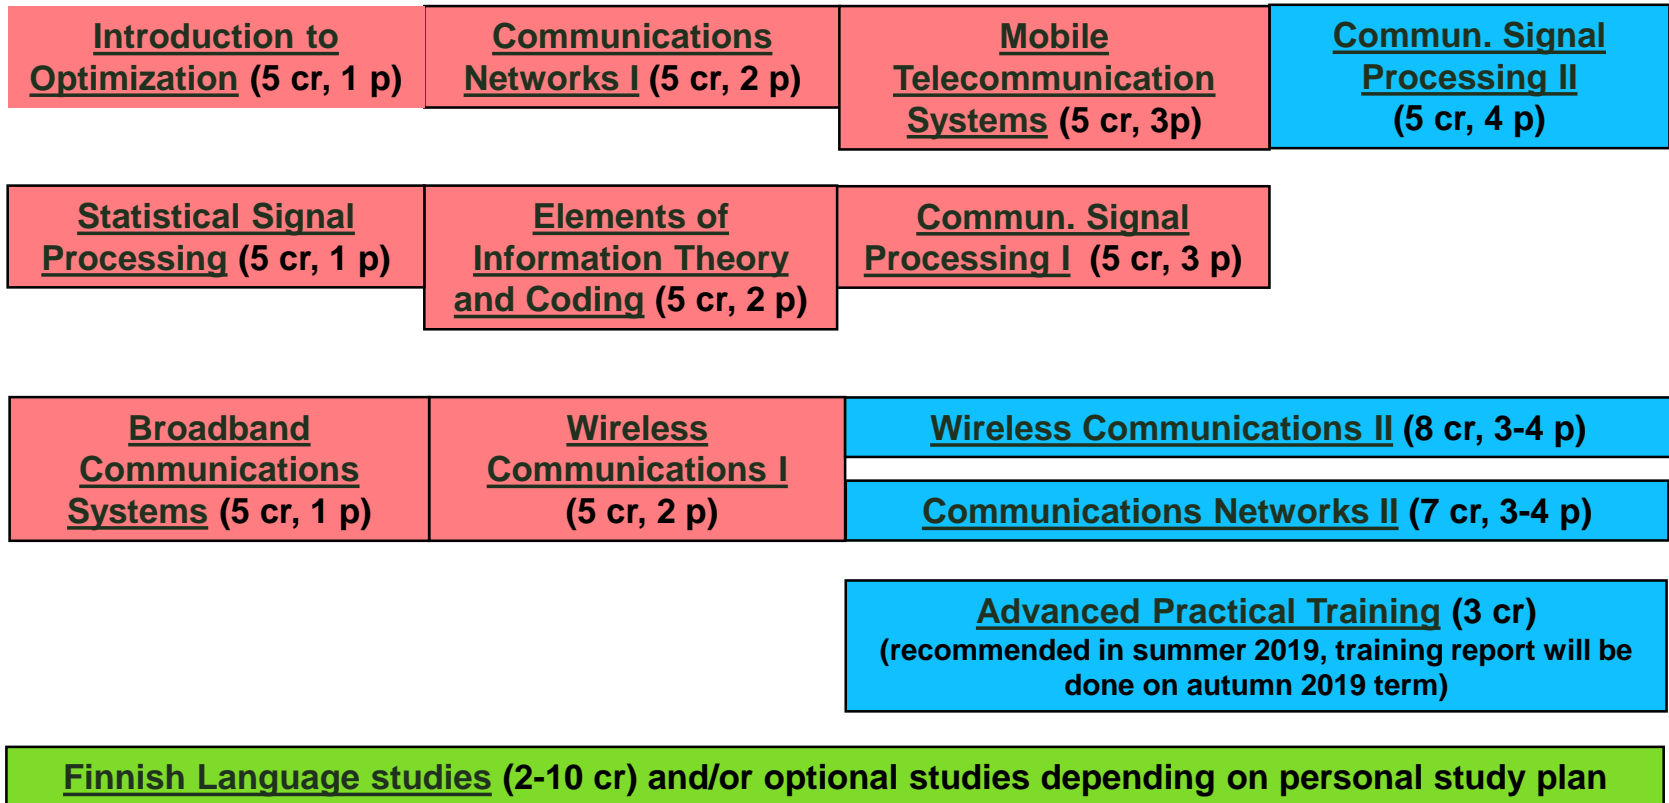 Introduction to
Optimization (5 cr, 1 p)
Communications
Networks I (5 cr, 2 p)
Mobile
Telecommunication
Systems (5 cr, 3p)
Commun. Signal
Processing II
(5 cr, 4 p)
Statistical Signal
Processing (5 cr, 1 p)
Elements of
Information Theory
and Coding (5 cr, 2 p)
Commun. Signal
Processing I (5 cr, 3 p)
Broadband
Communications
Systems (5 cr, 1 p)
Wireless
Communications I
(5 cr, 2 p)
Wireless Communications II (8 cr, 3-4 p)
Communications Networks II (7 cr, 3-4 p)
Advanced Practical Training (3 cr)
(recommended in summer 2019, training report will be
done on autumn 2019 term)
Finnish Language studies (2-10 cr) and/or optional studies depending on personal study plan